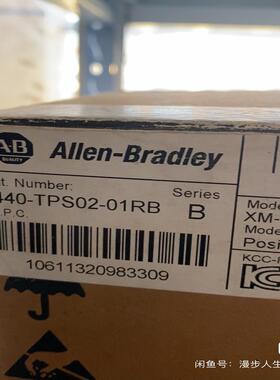 A-B
QUALITY
Allen-Bradley
t. Number:
440-TPS02-01RB
Series
B
.P.C.
10611320983309
Mode
XM-
Mode
Posi
KCC-R
闲鱼号：漫步人生